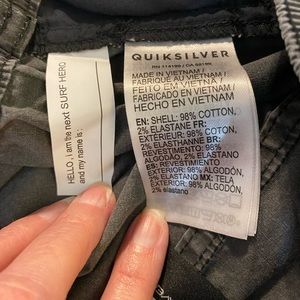 HELLO, i am the next SURF HERO
and my name is :
QUIKSILVER
MADE IN VIETNAM /
FABRIQUÉ AU VIETNAM /
FEITO EM VIETNÃ /
FABRICADO EN VIETNAM /
HECHO EN VIETNAM
EN: SHELL: 98% COTTON,
2% ELASTANE FR:
EXTÉRIEUR: 98% COTON,
2% ÉLASTHANNE BR:
REVESTIMENTO: 98%
ALGODÃO, 2% ELASTANO
ES: REVESTIMIENTO
EXTERIOR: 98% ALGODÓN,
2% ELASTANO MX: TELA
EXTERIOR: 98% ALGODÓN,
2% elastano